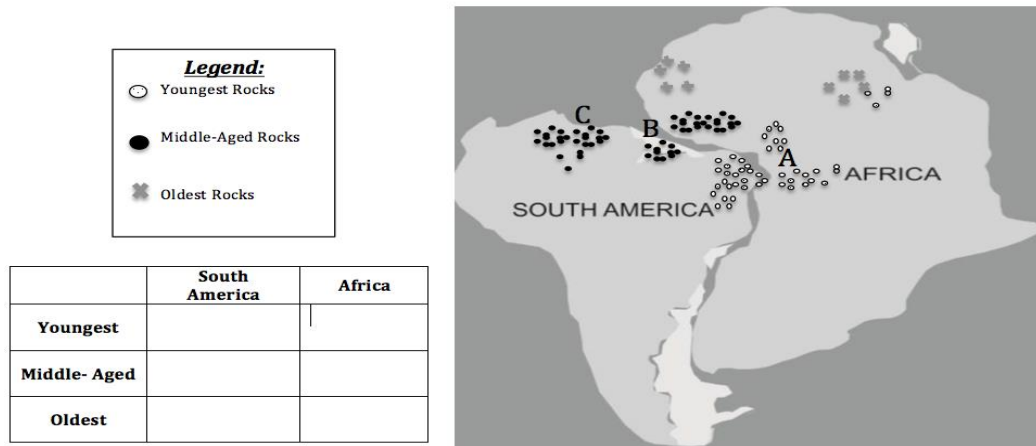 Legend:
Youngest Rocks
Middle-Aged Rocks
Oldest Rocks
South
America
Africa
Youngest
Middle- Aged
Oldest
C
B
A
AFRICA
SOUTH AMERICA